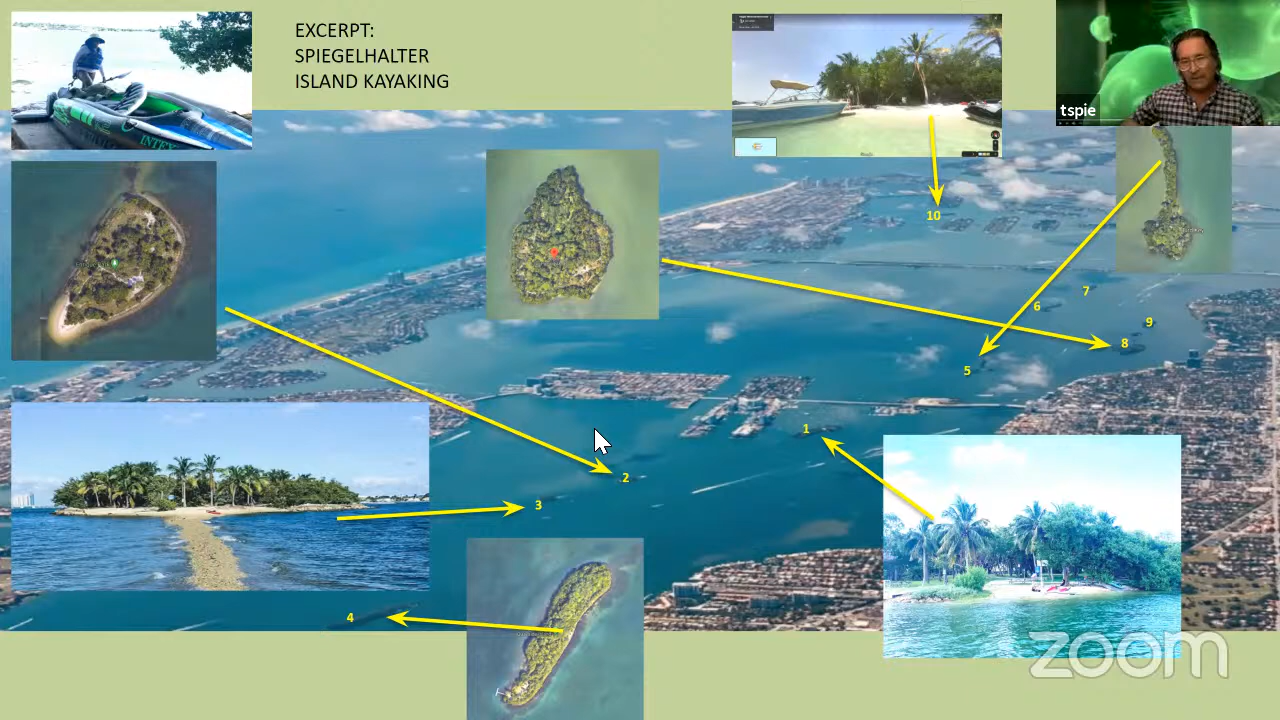 EXCERPT:
SPIEGELHALTER
ISLAND KAYAKING
tspie
INTEX
10
7
6
9
8
5
1
2
3
4
zoom